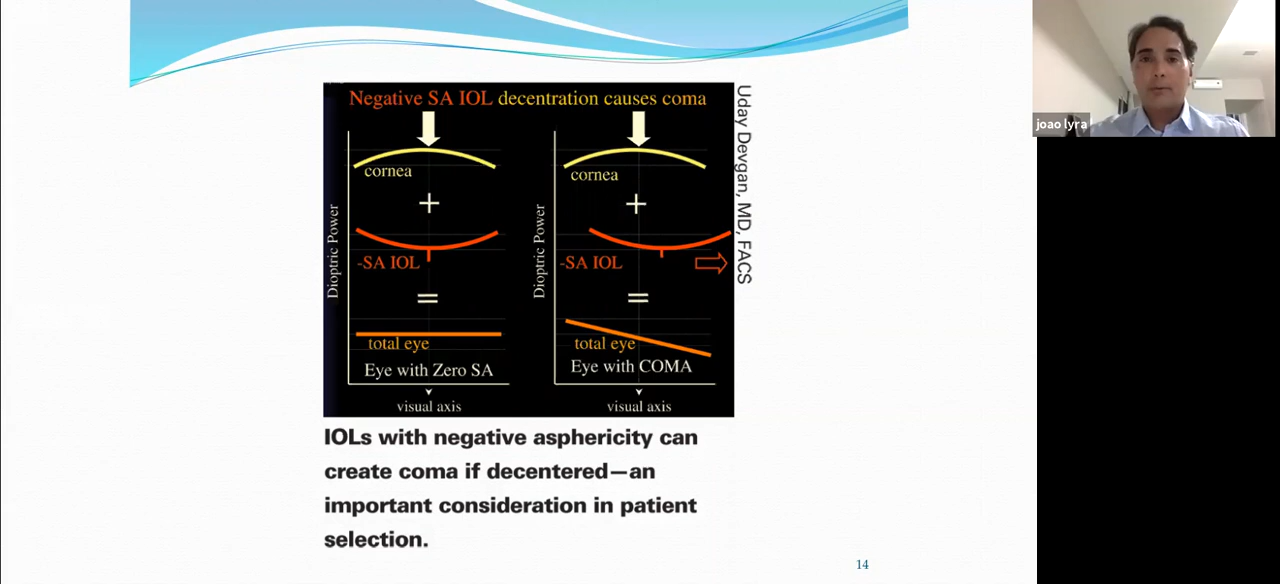 Negative SA IOL decentration causes coma
cornea
+
-SA IOL
=
total eye
Eye with Zero SA
Dioptric Power
visual axis
cornea
+
-SA IOL
=
total eye
Eye with COMA
Dioptric Power
visual axis
Uday Devgan, MD, FACS
IOLs with negative asphericity can
create coma if decentered—an
important consideration in patient
selection.
14
joao lyra